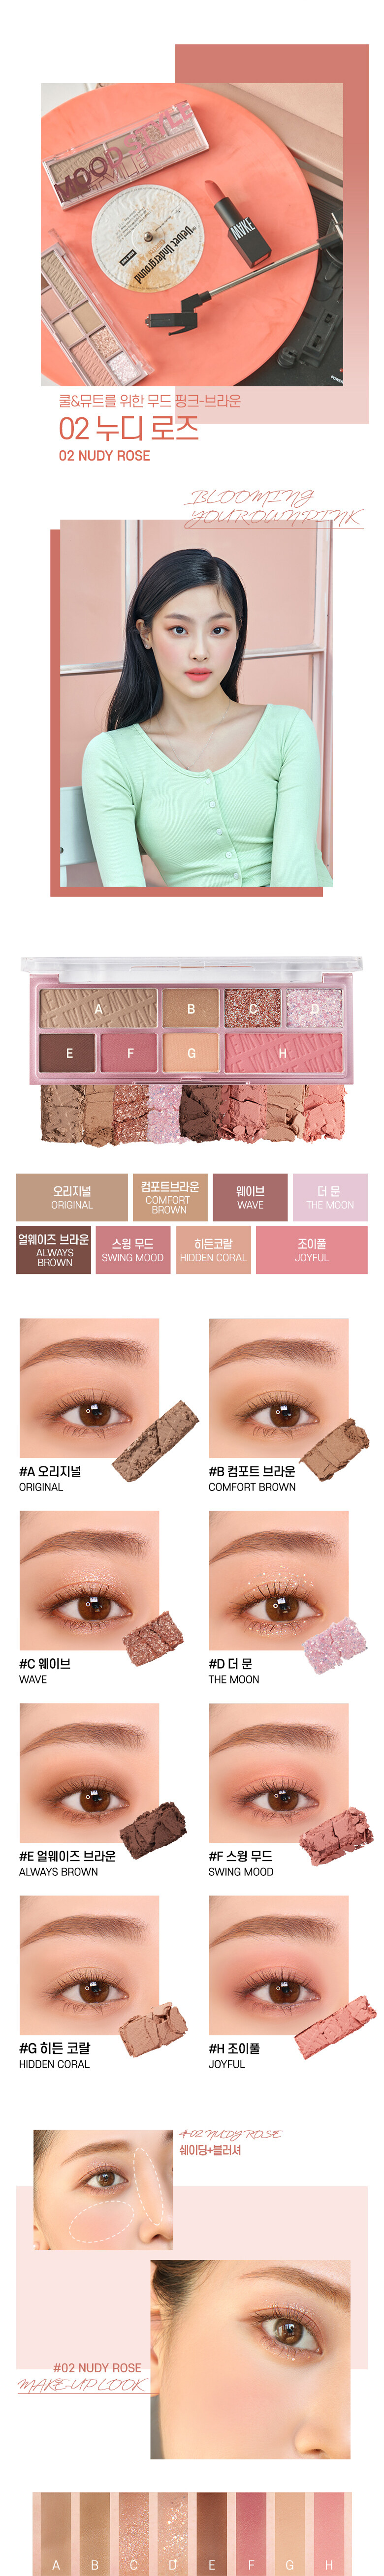 MOOD STYLE
Velvet Underground
MAKE
쿨&뮤트를 위한 무드 핑크-브라운
02 누디 로즈
02 NUDY ROSE
BLOOMING
YOUR OWN PINK
A
B
C
D
E
F
G
H
오리지널
ORIGINAL
컴포트브라운
COMFORT
BROWN
웨이브
WAVE
더 문
THE MOON
얼웨이즈 브라운
ALWAYS
BROWN
스윙 무드
SWING MOOD
히든코랄
HIDDEN CORAL
조이풀
JOYFUL
#A 오리지널
ORIGINAL
#B 컴포트 브라운
COMFORT BROWN
#C 웨이브
WAVE
#D 더 문
THE MOON
#E 얼웨이즈 브라운
ALWAYS BROWN
#F 스윙 무드
SWING MOOD
#G 히든 코랄
HIDDEN CORAL
#H 조이풀
JOYFUL
#02 NUDY ROSE
쉐이딩+블러셔
#02 NUDY ROSE
MAKE-UP LOOK
A
B
C
D
E
F
G
H